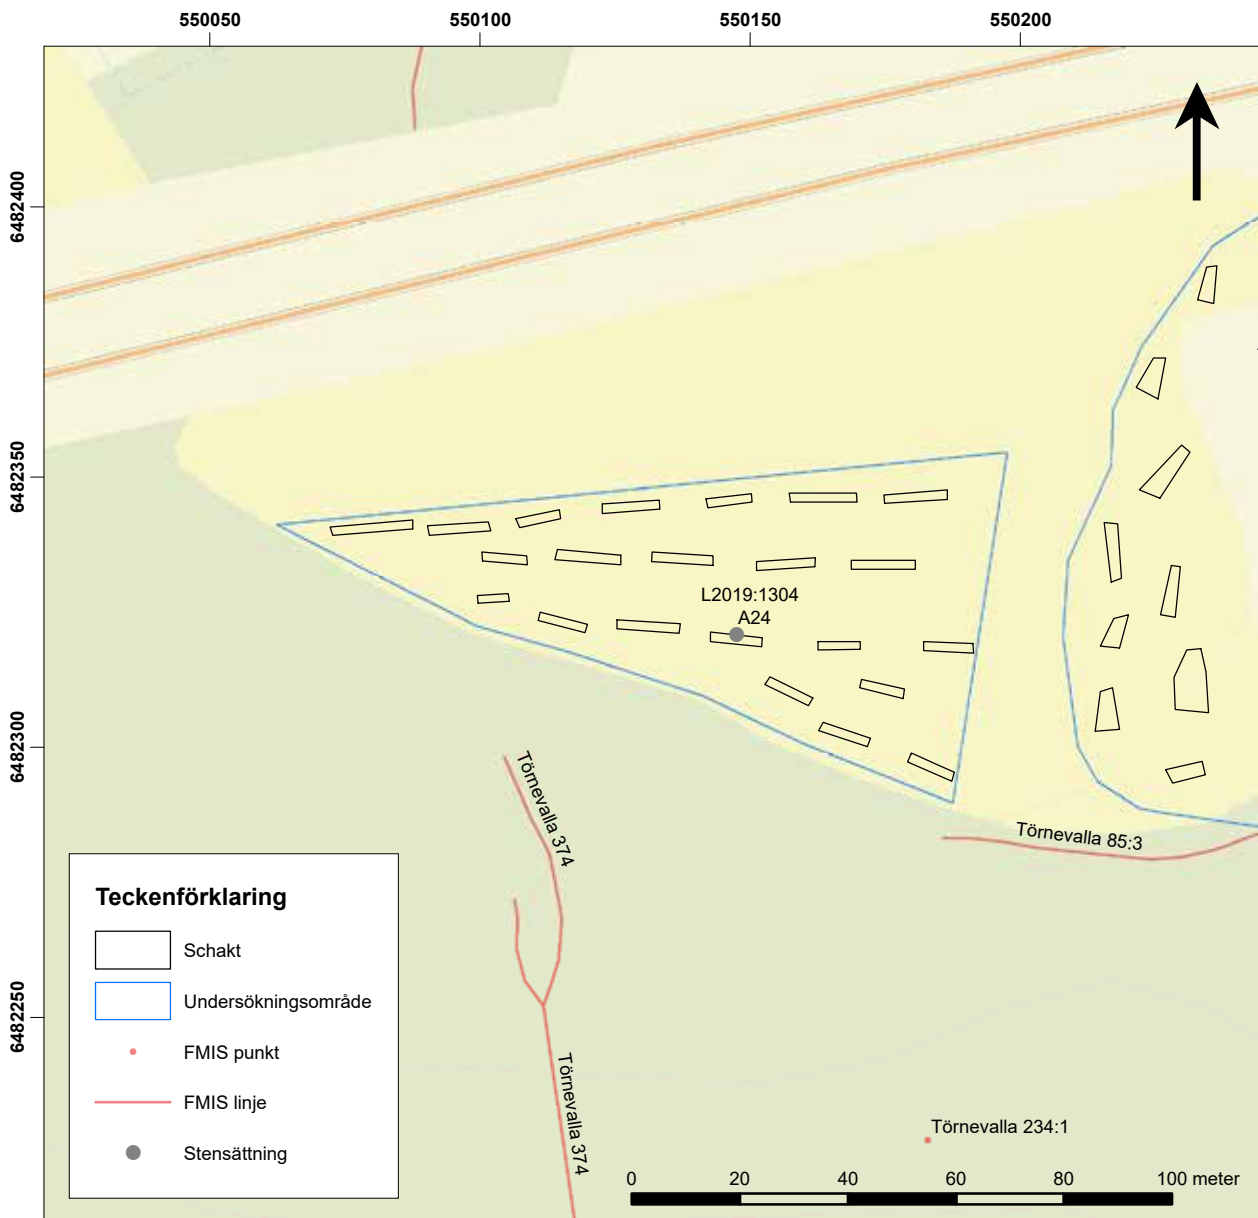 550050 550100 550150 550200
6482400
6482350
6482300
6482250
L2019:1304
A24
Törnevalla 374
Törnevalla 85:3
Törnevalla 374
Törnevalla 234:1
Teckenförklaring
Schakt
Undersökningsområde
FMIS punkt
FMIS linje
Stensättning
0 20 40 60 80 100 meter